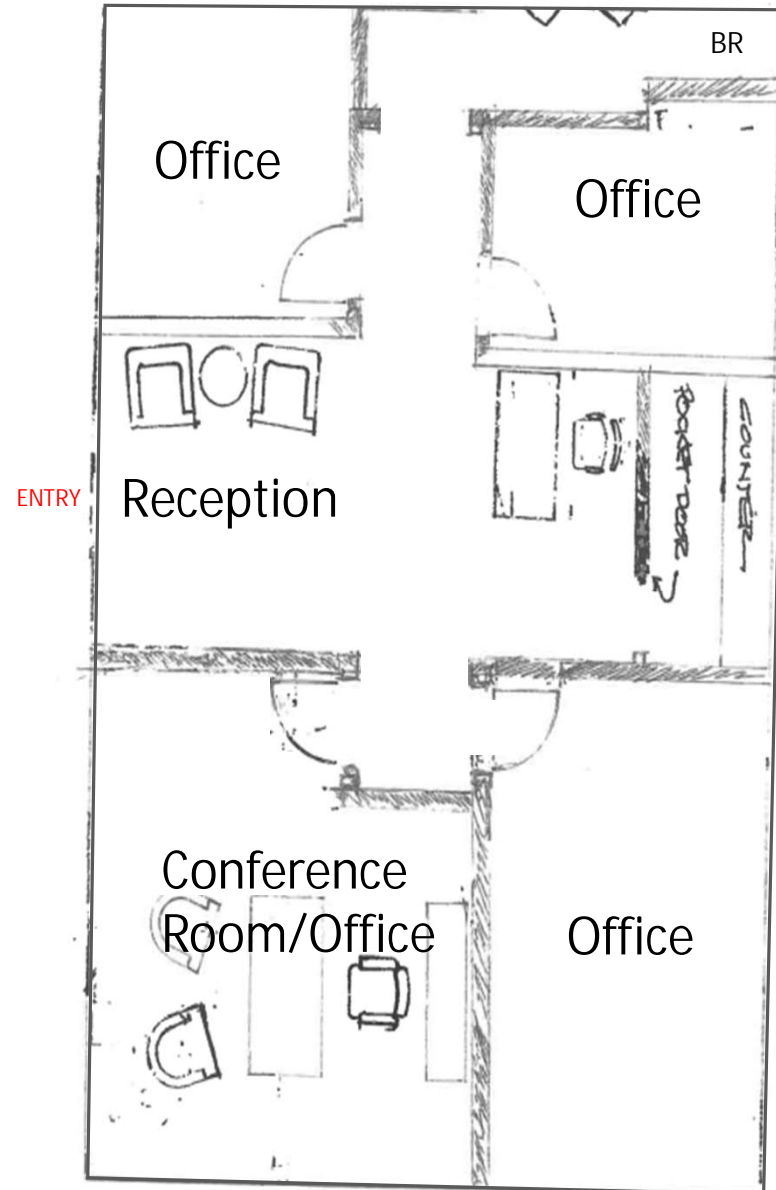 BR
Office
Office
F.
POCKET DOOR
COUNTER
ENTRY
Reception
Conference
Room/Office
Office